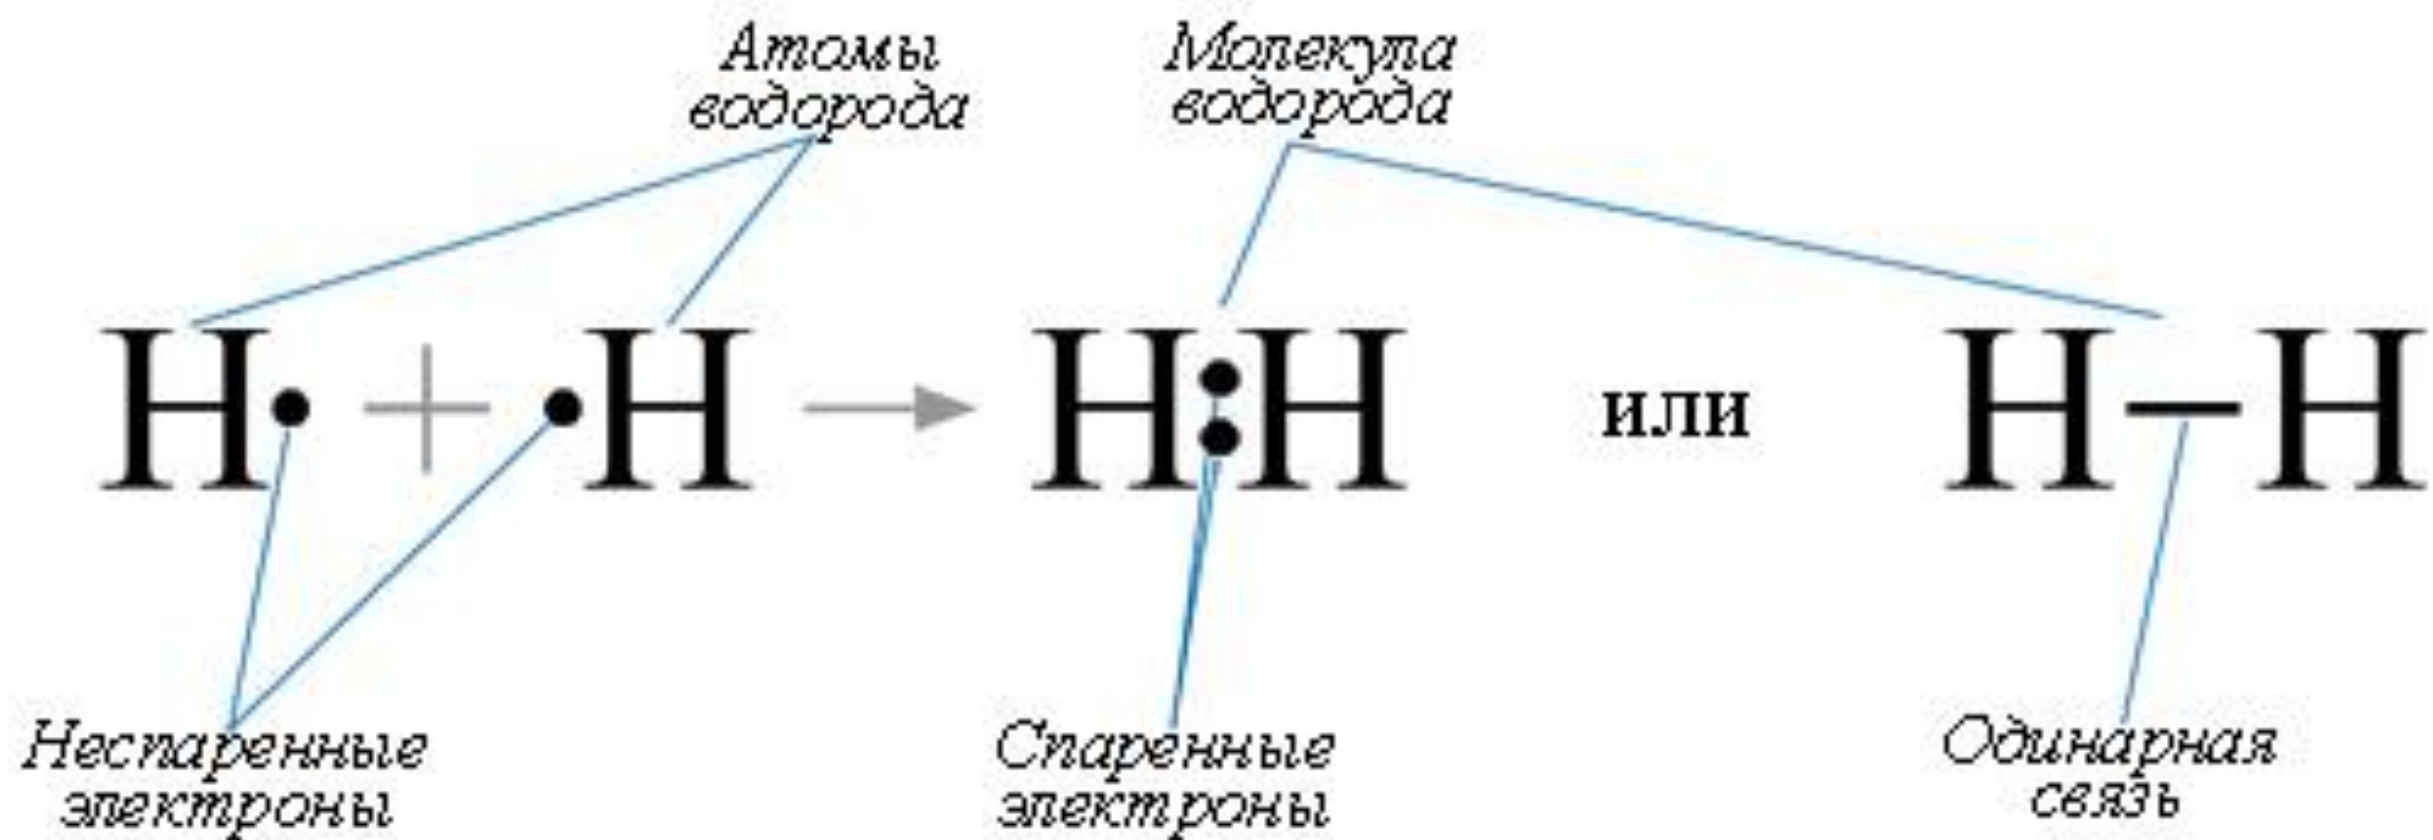 Атомы
водорода
Молекула
водорода
H• + •H → H:H или H–H
Неспаренные
электроны
Спаренные
электроны
Одинарная
связь